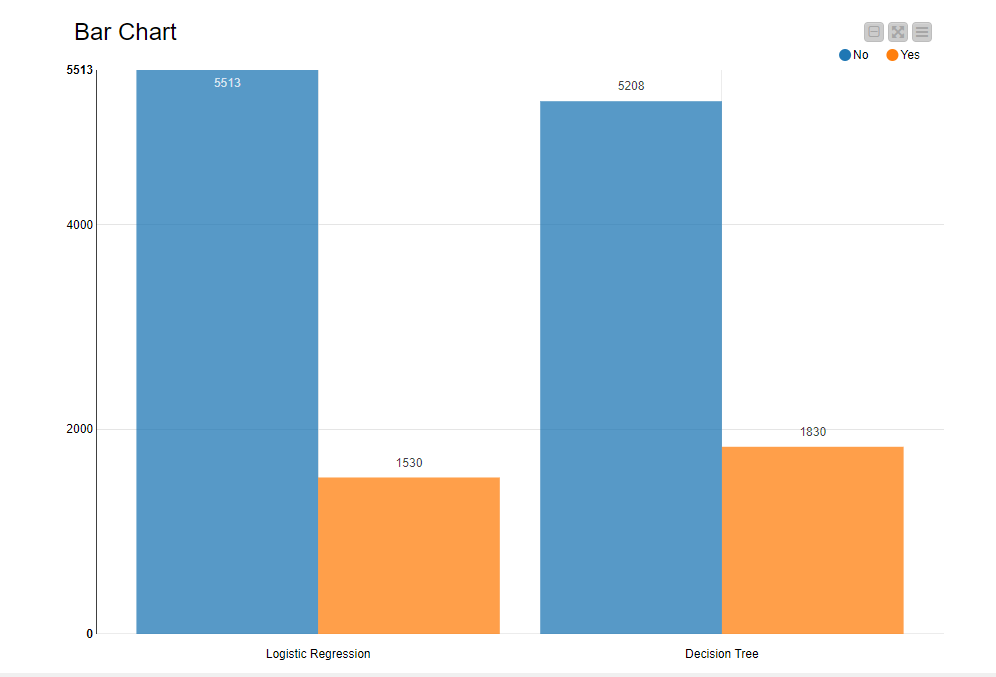 Bar Chart
No Yes
5513
5513
5208
4000
2000
1830
1530
0
Logistic Regression Decision Tree